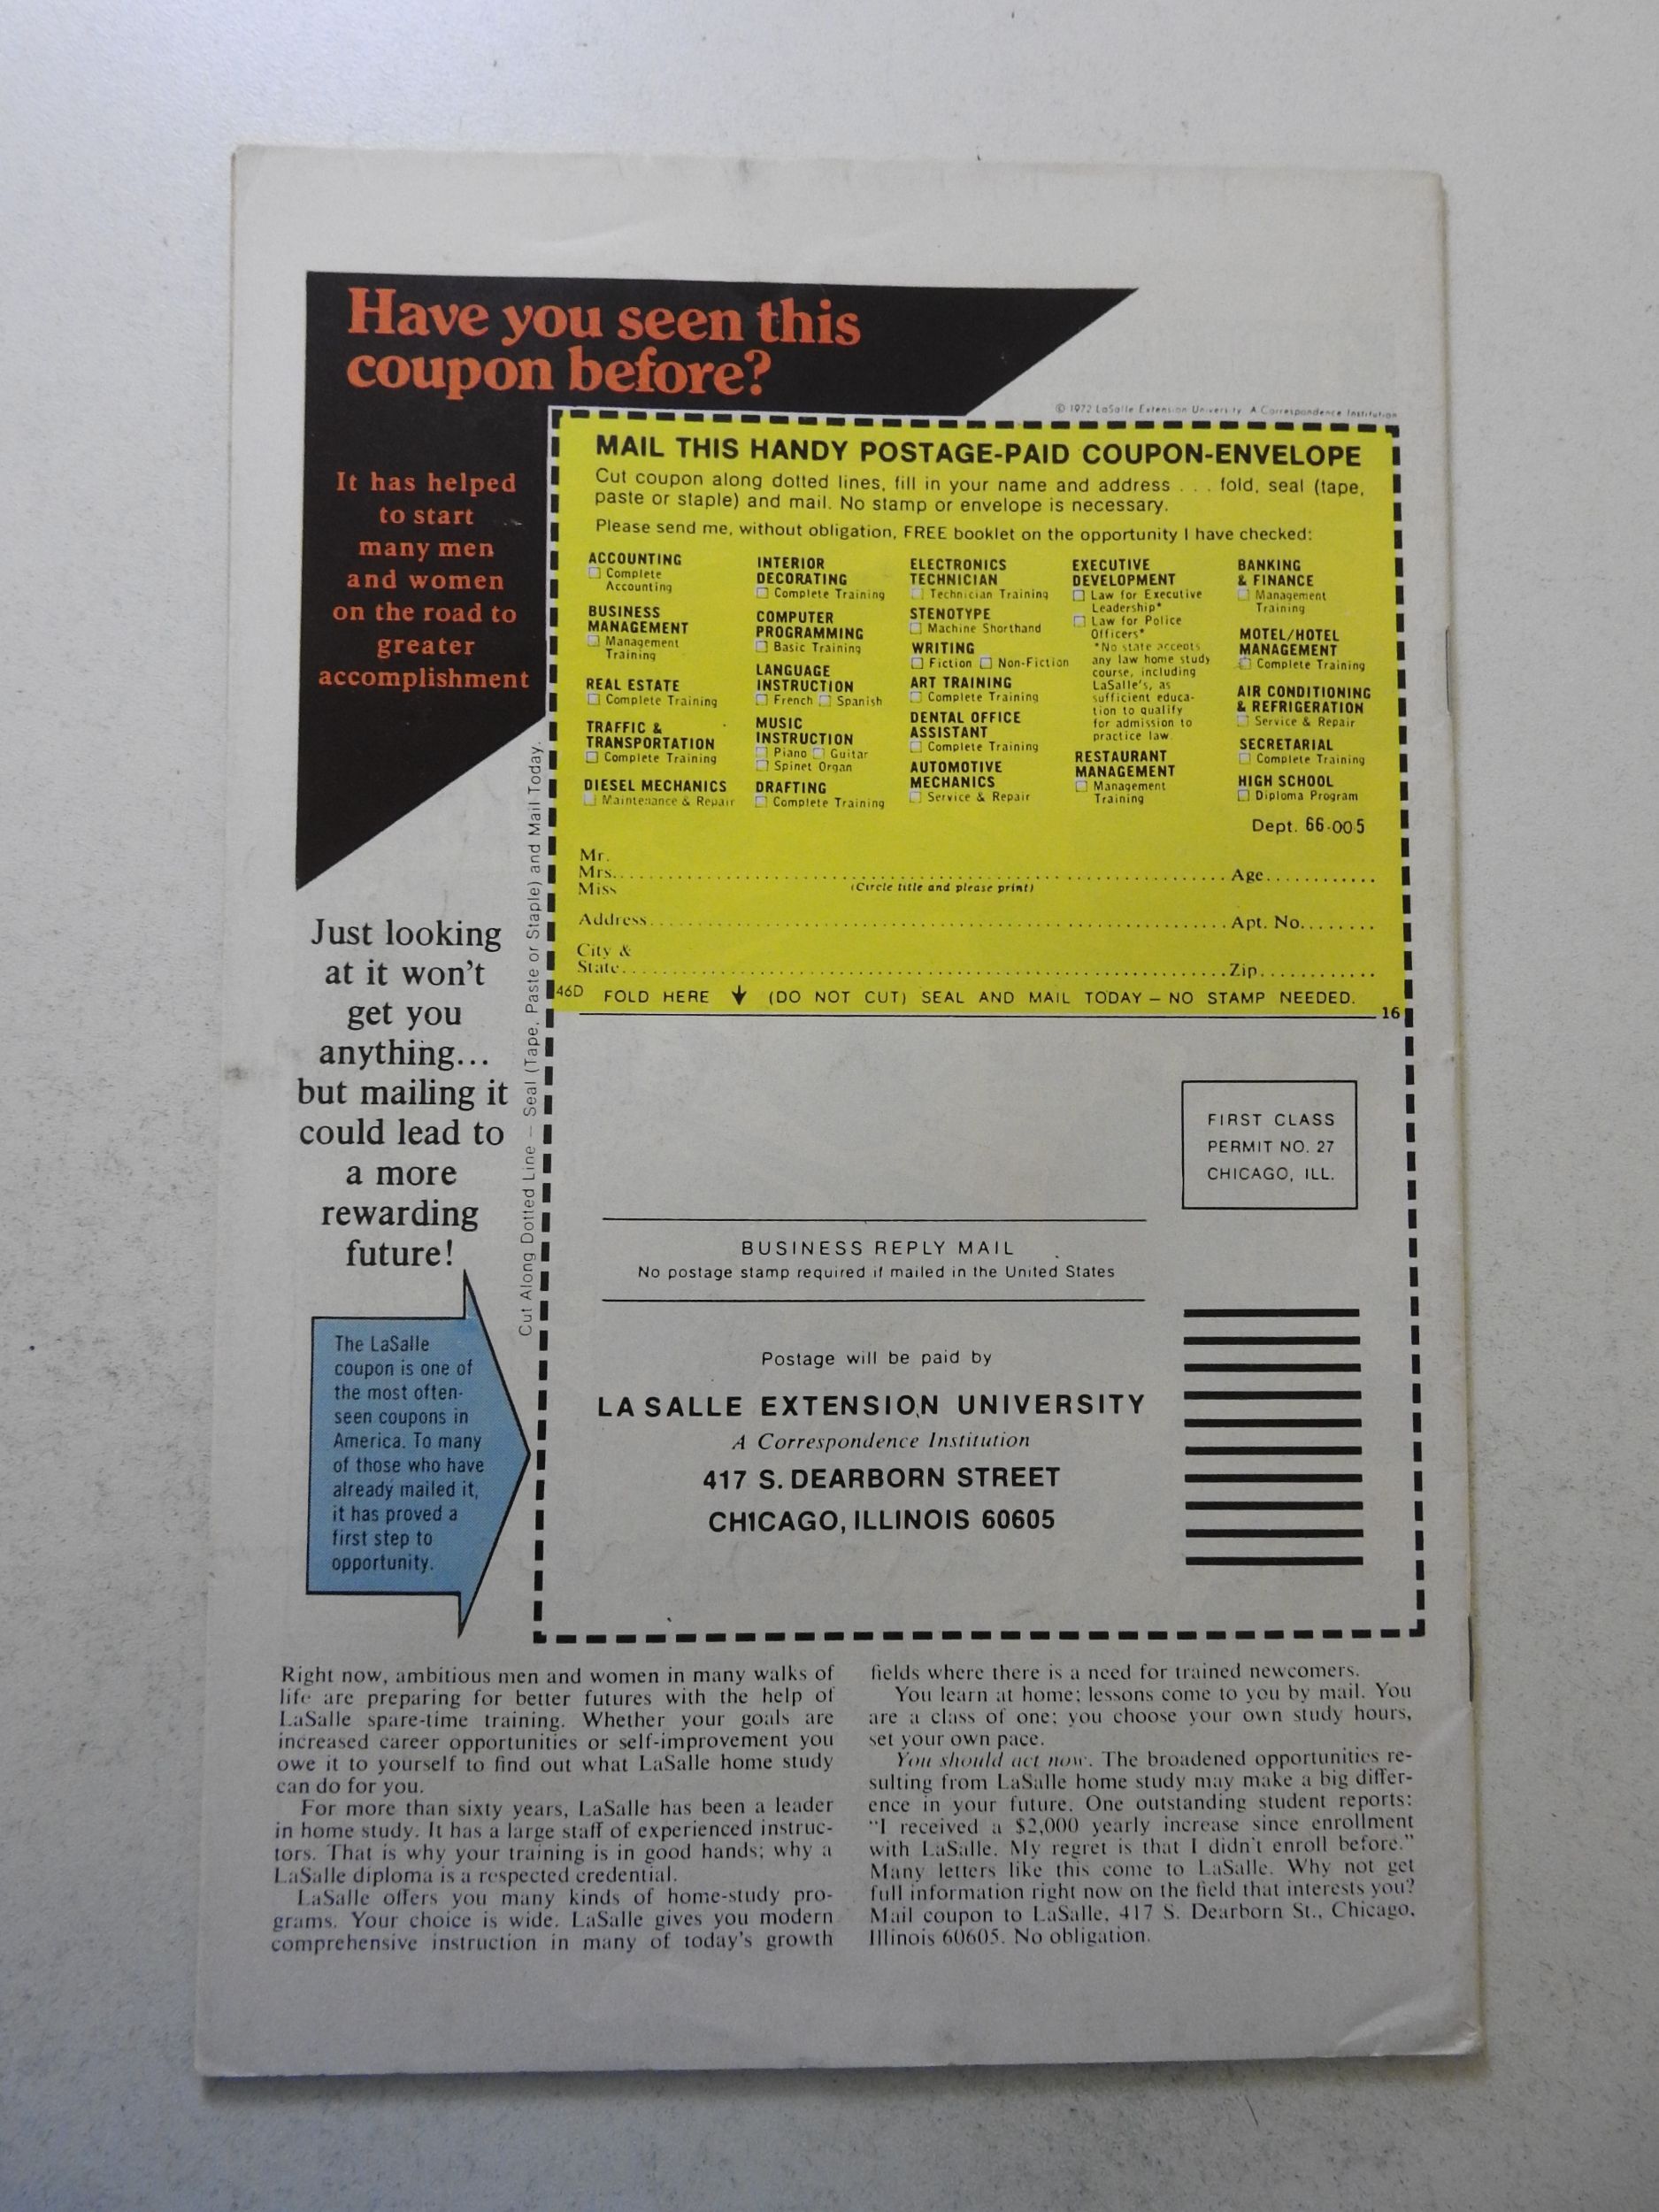 Have you seen this
coupon before?
It has helped
to start
many men
and women
on the road to
greater
accomplishment
© 1972 LaSalle Extension University A Correspondence Institution
MAIL THIS HANDY POSTAGE-PAID COUPON-ENVELOPE
Cut coupon along dotted lines, fill in your name and address . . . fold, seal (tape,
paste or staple) and mail. No stamp or envelope is necessary.
Please send me, without obligation, FREE booklet on the opportunity I have checked:
ACCOUNTING
Complete
Accounting
BUSINESS
MANAGEMENT
Management
Training
REAL ESTATE
Complete Training
TRAFFIC &
TRANSPORTATION
Complete Training
DIESEL MECHANICS
Maintenance & Repair
INTERIOR
DECORATING
Complete Training
COMPUTER
PROGRAMMING
Basic Training
LANGUAGE
INSTRUCTION
French Spanish
MUSIC
INSTRUCTION
Piano Guitar
Spinet Organ
DRAFTING
Complete Training
ELECTRONICS
TECHNICIAN
Technician Training
STENOTYPE
Machine Shorthand
WRITING
Fiction Non-Fiction
ART TRAINING
Complete Training
DENTAL OFFICE
ASSISTANT
Complete Training
AUTOMOTIVE
MECHANICS
Service & Repair
EXECUTIVE
DEVELOPMENT
Law for Executive
Leadership*
Law for Police
Officers*
*No state accepts
any law home study
course, including
LaSalle's, as
sufficient educa-
tion to qualify
for admission to
practice law.
RESTAURANT
MANAGEMENT
Management
Training
BANKING
& FINANCE
Management
Training
MOTEL/HOTEL
MANAGEMENT
Complete Training
AIR CONDITIONING
& REFRIGERATION
Service & Repair
SECRETARIAL
Complete Training
HIGH SCHOOL
Diploma Program
Dept. 66-005
Mr.
Mrs. Age
Miss (Circle title and please print)
Address Apt. No.
City &
State Zip
46D FOLD HERE (DO NOT CUT) SEAL AND MAIL TODAY – NO STAMP NEEDED.
16
Cut Along Dotted Line – Seal (Tape, Paste or Staple) and Mail Today.
Just looking
at it won't
get you
anything...
but mailing it
could lead to
a more
rewarding
future!
FIRST CLASS
PERMIT NO. 27
CHICAGO, ILL.
BUSINESS REPLY MAIL
No postage stamp required if mailed in the United States
Postage will be paid by
LA SALLE EXTENSION UNIVERSITY
A Correspondence Institution
417 S. DEARBORN STREET
CHICAGO, ILLINOIS 60605
The LaSalle
coupon is one of
the most often-
seen coupons in
America. To many
of those who have
already mailed it,
it has proved a
first step to
opportunity.
Right now, ambitious men and women in many walks of
life are preparing for better futures with the help of
LaSalle spare-time training. Whether your goals are
increased career opportunities or self-improvement you
owe it to yourself to find out what LaSalle home study
can do for you.
For more than sixty years, LaSalle has been a leader
in home study. It has a large staff of experienced instruc-
tors. That is why your training is in good hands; why a
LaSalle diploma is a respected credential.
LaSalle offers you many kinds of home-study pro-
grams. Your choice is wide. LaSalle gives you modern
comprehensive instruction in many of today's growth
fields where there is a need for trained newcomers.
You learn at home; lessons come to you by mail. You
are a class of one; you choose your own study hours,
set your own pace.
You should act now. The broadened opportunities re-
sulting from LaSalle home study may make a big differ-
ence in your future. One outstanding student reports:
"I received a $2,000 yearly increase since enrollment
with LaSalle. My regret is that I didn't enroll before."
Many letters like this come to LaSalle. Why not get
full information right now on the field that interests you?
Mail coupon to LaSalle, 417 S. Dearborn St., Chicago,
Illinois 60605. No obligation.